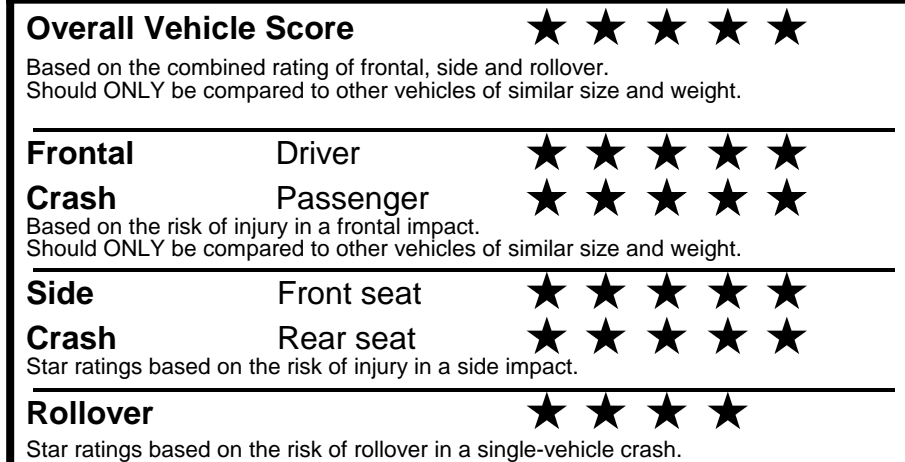 Overall Vehicle Score ★ ★ ★ ★ ★
Based on the combined rating of frontal, side and rollover.
Should ONLY be compared to other vehicles of similar size and weight.
Frontal Driver ★ ★ ★ ★ ★
Crash Passenger ★ ★ ★ ★ ★
Based on the risk of injury in a frontal impact.
Should ONLY be compared to other vehicles of similar size and weight.
Side Front seat ★ ★ ★ ★ ★
Crash Rear seat ★ ★ ★ ★ ★
Star ratings based on the risk of injury in a side impact.
Rollover ★ ★ ★ ★
Star ratings based on the risk of rollover in a single-vehicle crash.